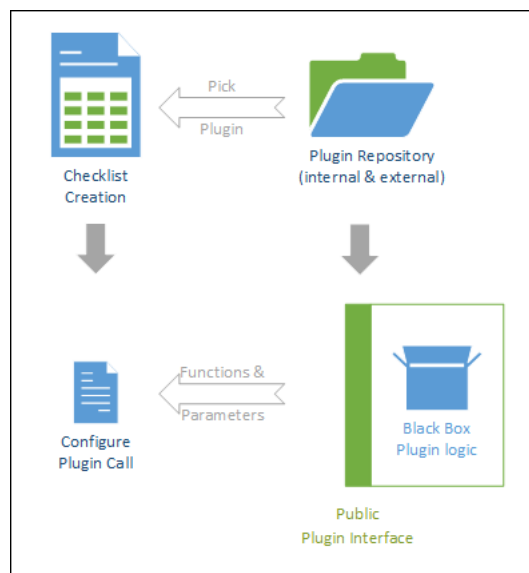 Pick
Plugin
Checklist
Creation
Plugin Repository
(internal & external)
Functions &
Parameters
Configure
Plugin Call
Black Box
Plugin logic
Public
Plugin Interface